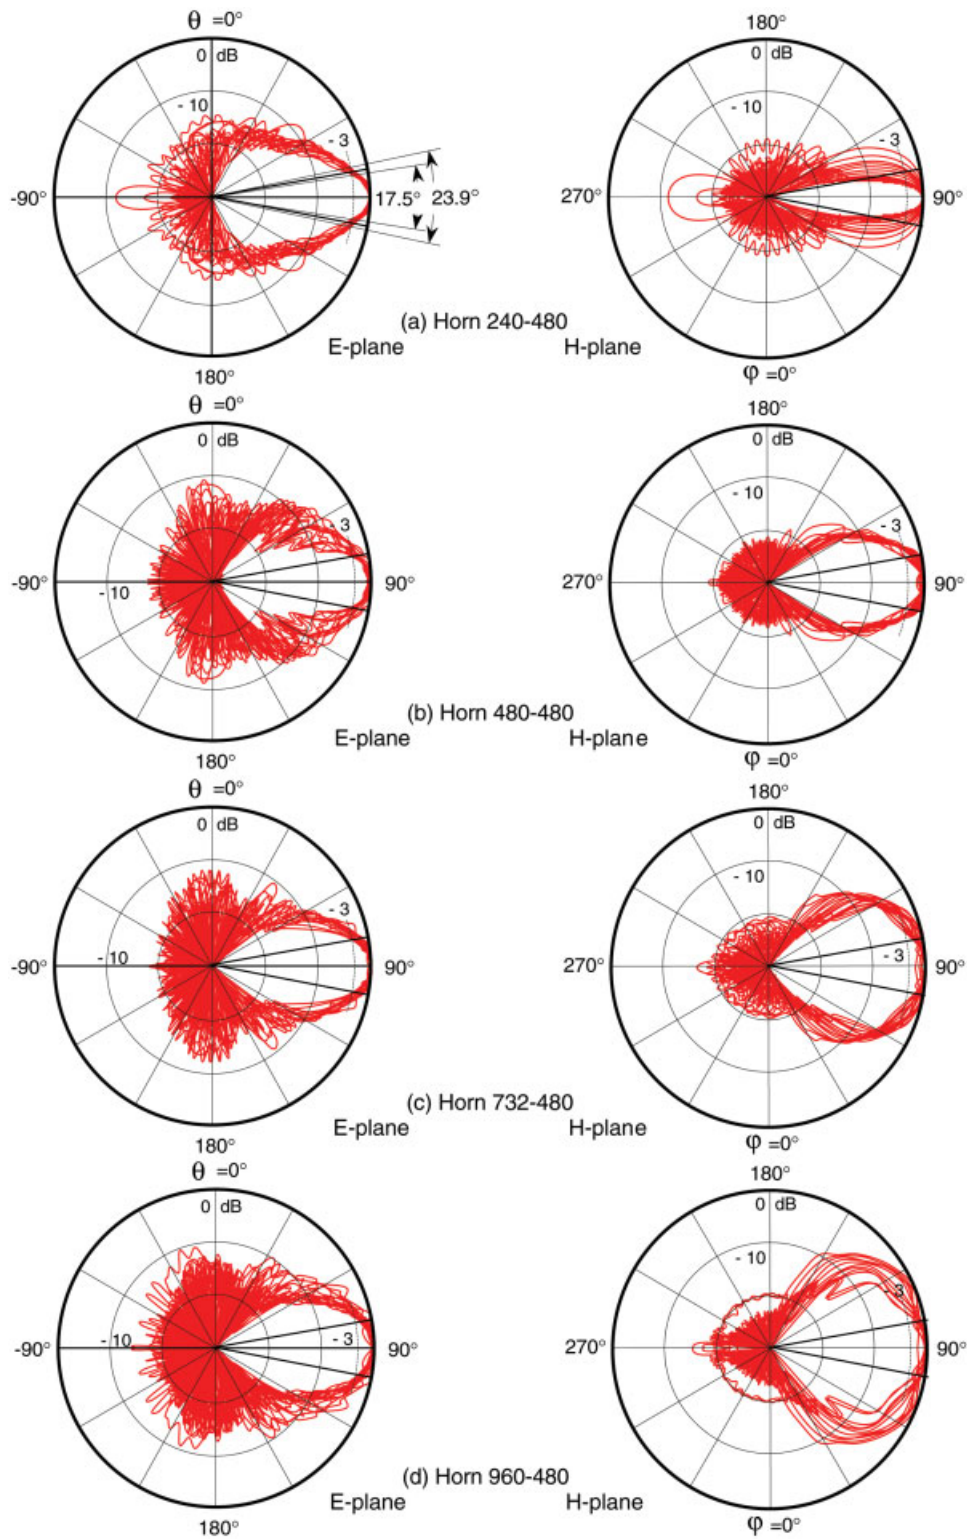 θ =0° 180°
0 dB 0 dB
- 10 - 10
- 3 - 3
-90° 17.5° 23.9° 270° 90°
(a) Horn 240-480
E-plane H-plane
180° φ =0°
θ =0° 180°
0 dB 0 dB
- 10
- 3 - 3
-90° - 10 90° 270° 90°
(b) Horn 480-480
E-plane H-plane
180° φ =0°
θ =0° 180°
0 dB 0 dB
- 10
- 3
-90° - 10 90° 270° - 3 90°
(c) Horn 732-480
E-plane H-plane
180° φ =0°
θ =0° 180°
0 dB 0 dB
- 10
- 3
-90° - 10 - 3 90° 270° 90°
(d) Horn 960-480
E-plane H-plane
180° φ =0°